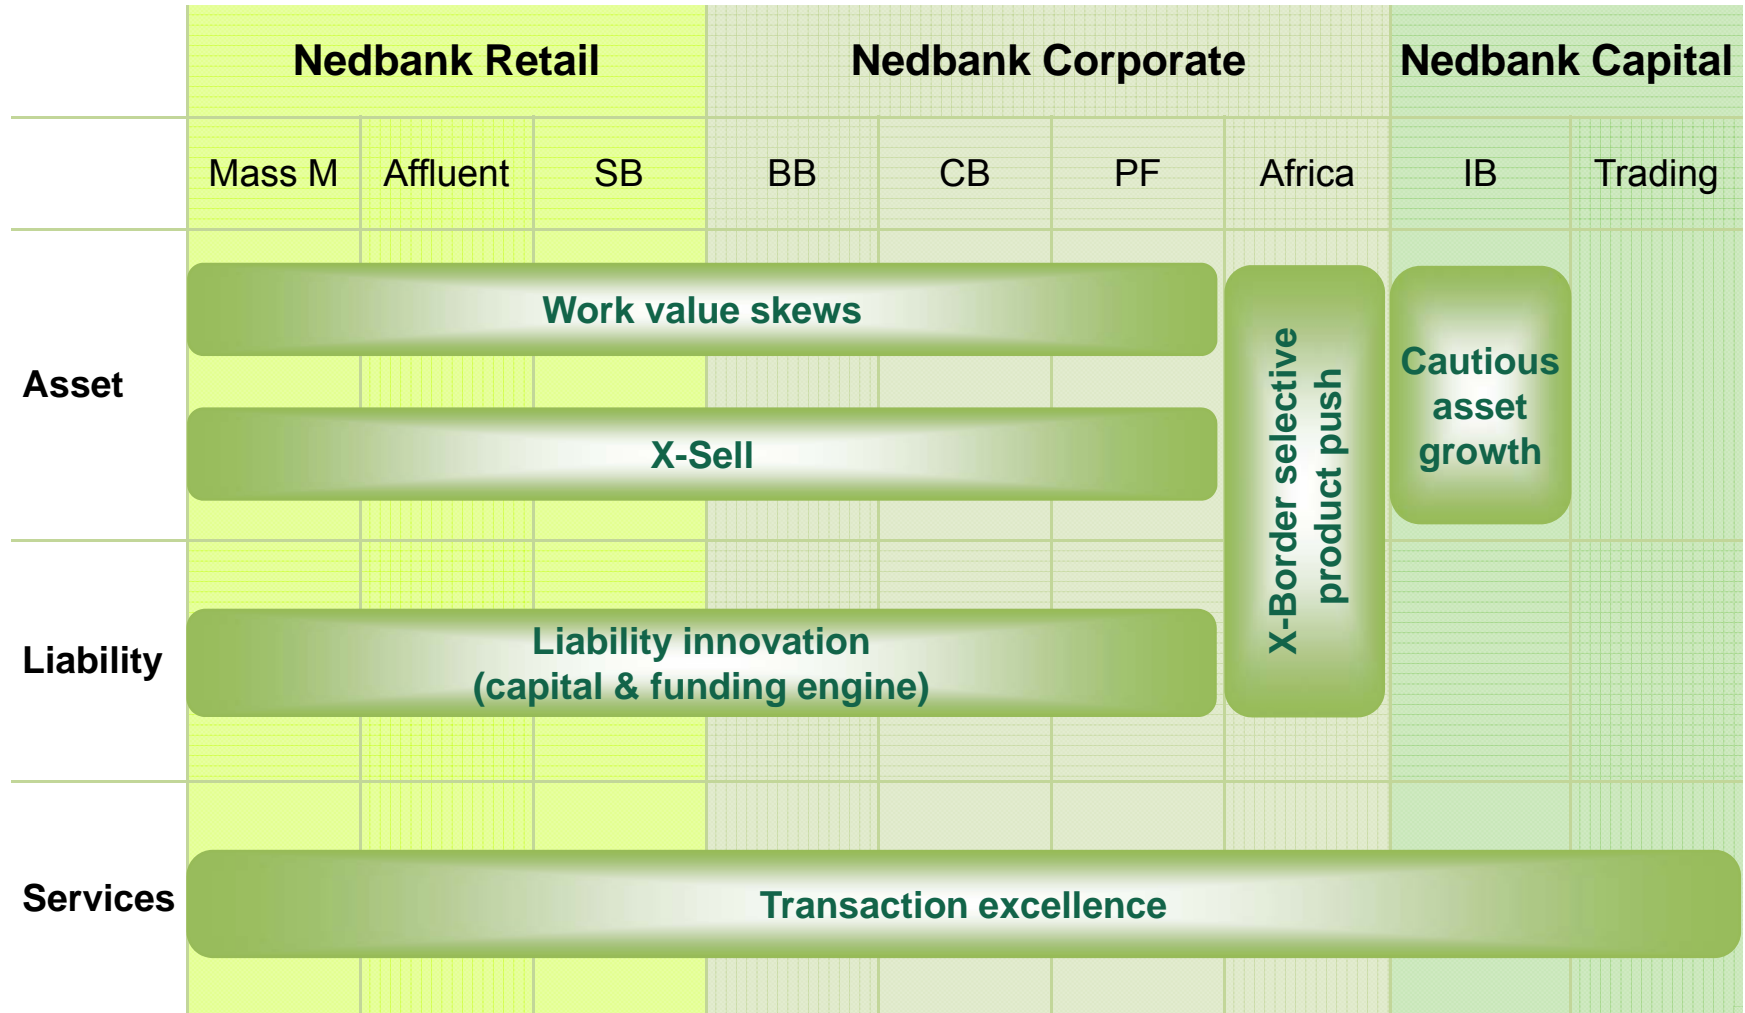 Nedbank Retail
Nedbank Corporate
Nedbank Capital
Mass M
Affluent
SB
BB
CB
PF
Africa
IB
Trading
Asset
Work value skews
X-Sell
X-Border selective
product push
Cautious
asset
growth
Liability
Liability innovation
(capital & funding engine)
Services
Transaction excellence